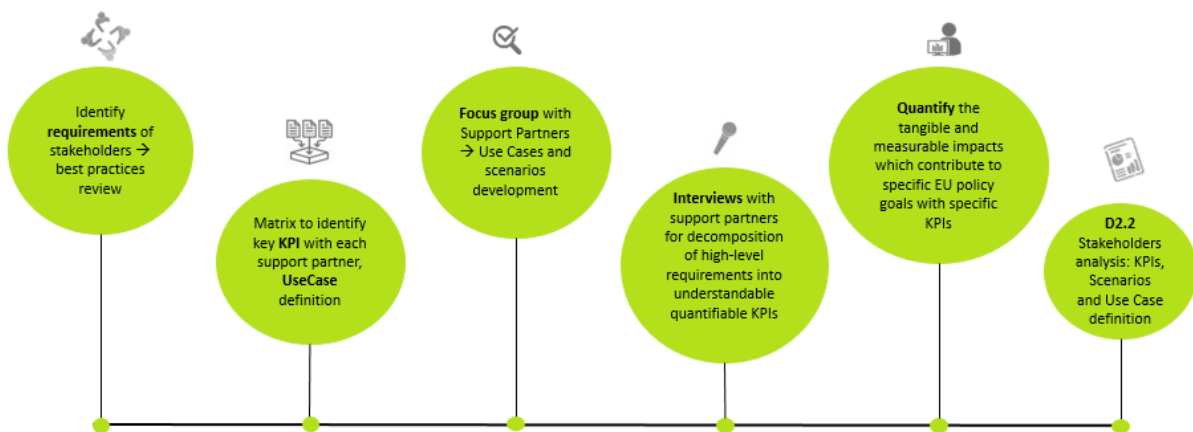 Identify
requirements of
stakeholders →
best practices
review
Matrix to identify
key KPI with each
support partner,
UseCase
definition
Focus group with
Support Partners
→ Use Cases and
scenarios
development
Interviews with
support partners
for decomposition
of high-level
requirements into
understandable
quantifiable KPIs
Quantify the
tangible and
measurable impacts
which contribute to
specific EU policy
goals with specific
KPIs
D2.2
Stakeholders
analysis: KPIs,
Scenarios
and Use Case
definition